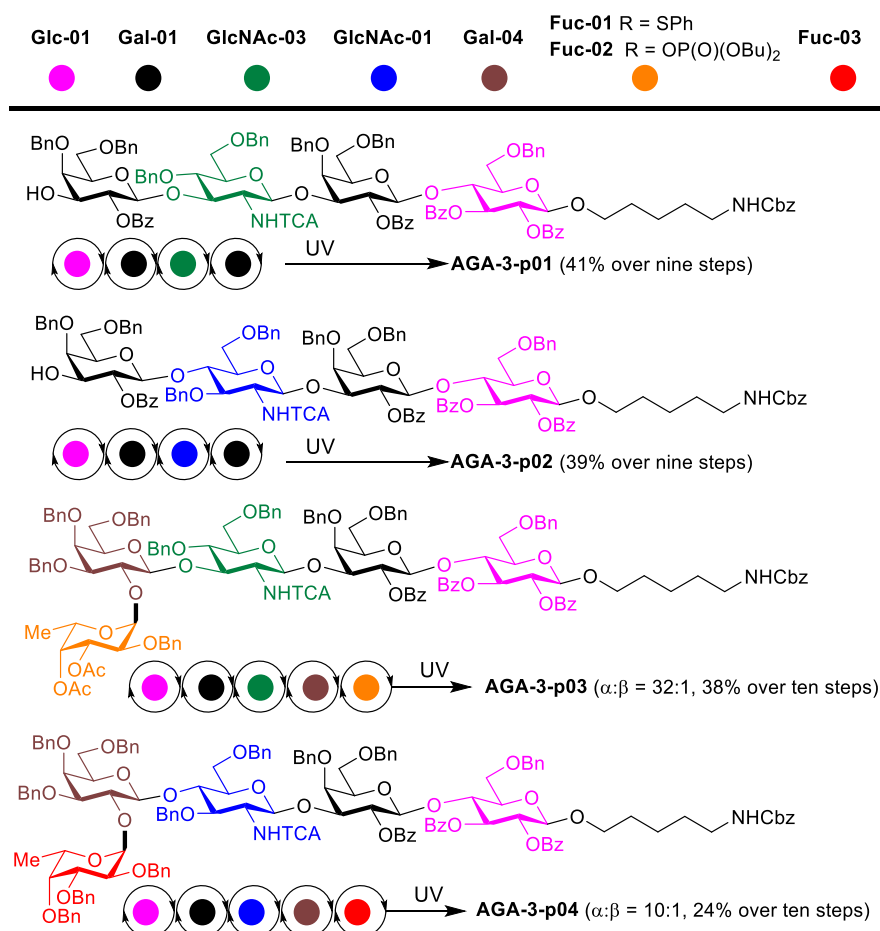 Glc-01 Gal-01 GlcNAc-03 GlcNAc-01 Gal-04 Fuc-01 R = SPh
Fuc-02 R = OP(O)(OBu)2 Fuc-03
BnO OBn OBn BnO OBn OBn
HO O BnO O O O O O O NHCbz
OBz NHTCA OBz BzO OBz
UV
AGA-3-p01 (41% over nine steps)
BnO OBn OBn BnO OBn OBn
HO O O O O O O O NHCbz
OBz BnO NHTCA OBz BzO OBz
UV
AGA-3-p02 (39% over nine steps)
BnO OBn OBn BnO OBn OBn
BnO O BnO O O O O O O NHCbz
O NHTCA OBz BzO OBz
Me O OBn
OAc
OAc
UV
AGA-3-p03 (α:β = 32:1, 38% over ten steps)
BnO OBn OBn BnO OBn OBn
BnO O O O O O O O NHCbz
O BnO NHTCA OBz BzO OBz
Me O OBn
OBn
OBn
UV
AGA-3-p04 (α:β = 10:1, 24% over ten steps)